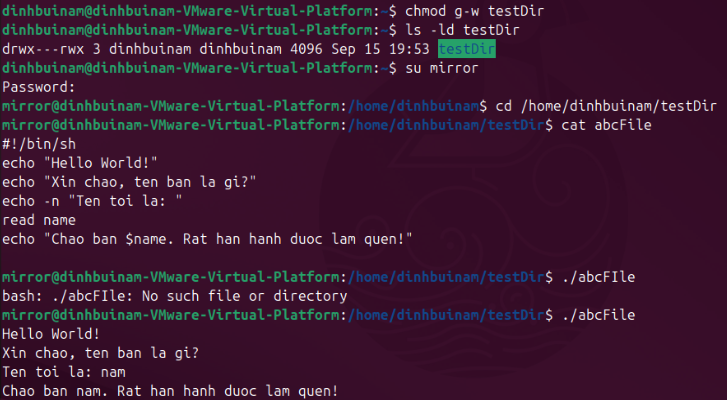 dinhbuinam@dinhbuinam-VMware-Virtual-Platform:~$ chmod g-w testDir
dinhbuinam@dinhbuinam-VMware-Virtual-Platform:~$ ls -ld testDir
drwx---rwx 3 dinhbuinam dinhbuinam 4096 Sep 15 19:53 testDir
dinhbuinam@dinhbuinam-VMware-Virtual-Platform:~$ su mirror
Password:
mirror@dinhbuinam-VMware-Virtual-Platform:/home/dinhbuinam$ cd /home/dinhbuinam/testDir
mirror@dinhbuinam-VMware-Virtual-Platform:/home/dinhbuinam/testDir$ cat abcFile
#!/bin/sh
echo "Hello World!"
echo "Xin chao, ten ban la gi?"
echo -n "Ten toi la: "
read name
echo "Chao ban $name. Rat han hanh duoc lam quen!"
mirror@dinhbuinam-VMware-Virtual-Platform:/home/dinhbuinam/testDir$ ./abcFIle
bash: ./abcFIle: No such file or directory
mirror@dinhbuinam-VMware-Virtual-Platform:/home/dinhbuinam/testDir$ ./abcFile
Hello World!
Xin chao, ten ban la gi?
Ten toi la: nam
Chao ban nam. Rat han hanh duoc lam quen!